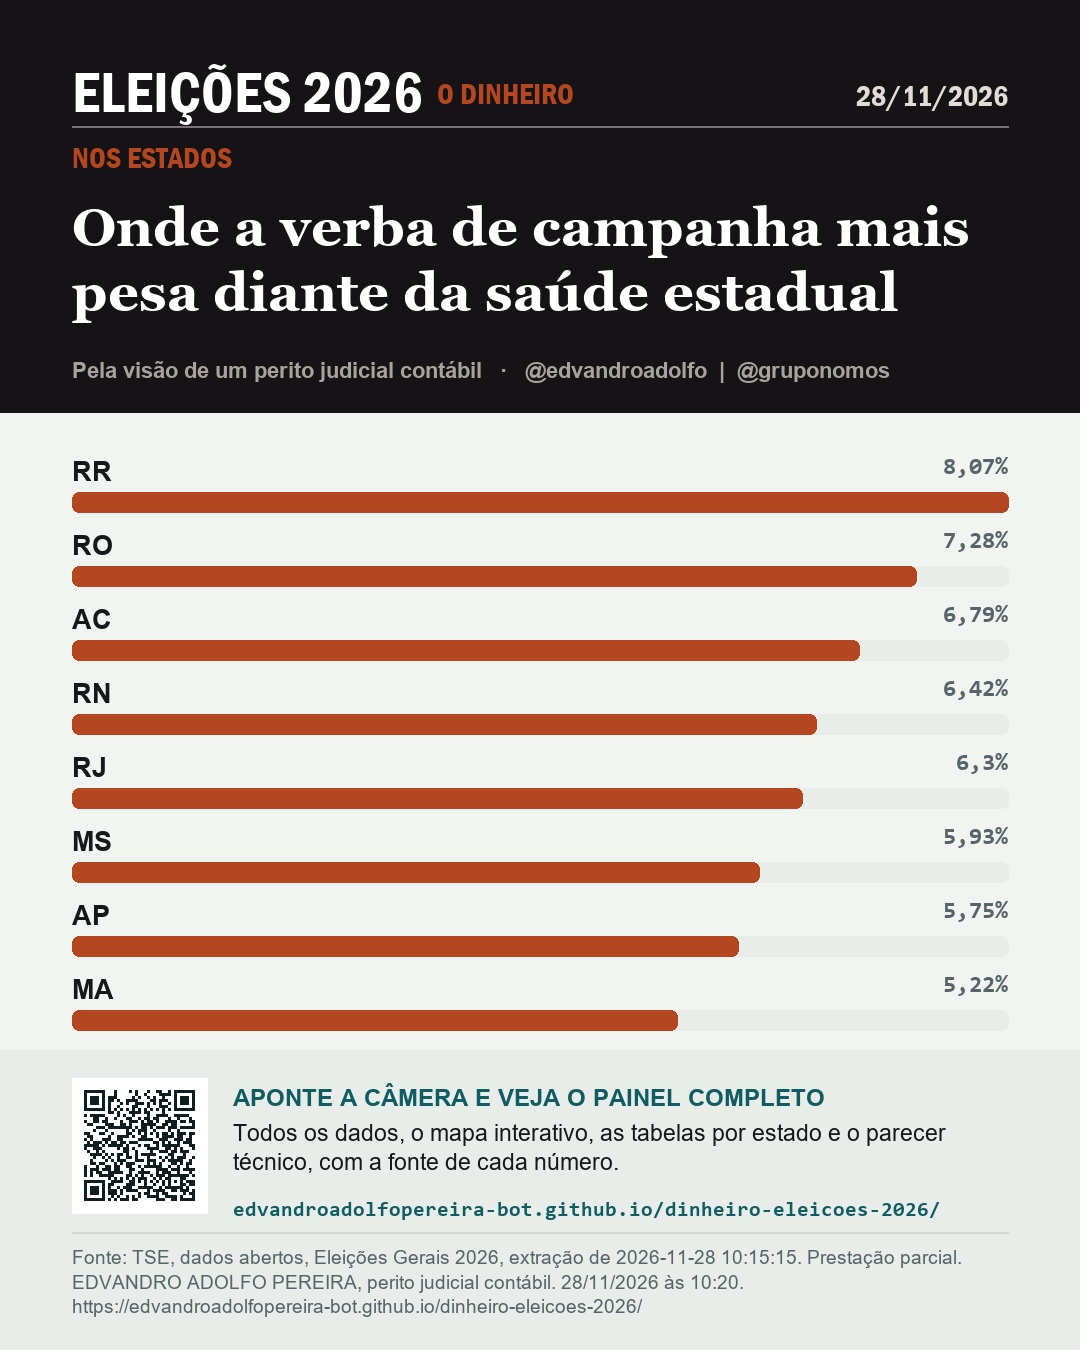 ELEIÇÕES 2026 O DINHEIRO 28/11/2026
NOS ESTADOS
Onde a verba de campanha mais
pesa diante da saúde estadual
Pela visão de um perito judicial contábil · @edvandroadolfo | @gruponomos
RR 8,07%
RO 7,28%
AC 6,79%
RN 6,42%
RJ 6,3%
MS 5,93%
AP 5,75%
MA 5,22%
APONTE A CÂMERA E VEJA O PAINEL COMPLETO
Todos os dados, o mapa interativo, as tabelas por estado e o parecer
técnico, com a fonte de cada número.
edvandroadolfopereira-bot.github.io/dinheiro-eleicoes-2026/
Fonte: TSE, dados abertos, Eleições Gerais 2026, extração de 2026-11-28 10:15:15. Prestação parcial.
EDVANDRO ADOLFO PEREIRA, perito judicial contábil. 28/11/2026 às 10:20.
https://edvandroadolfopereira-bot.github.io/dinheiro-eleicoes-2026/